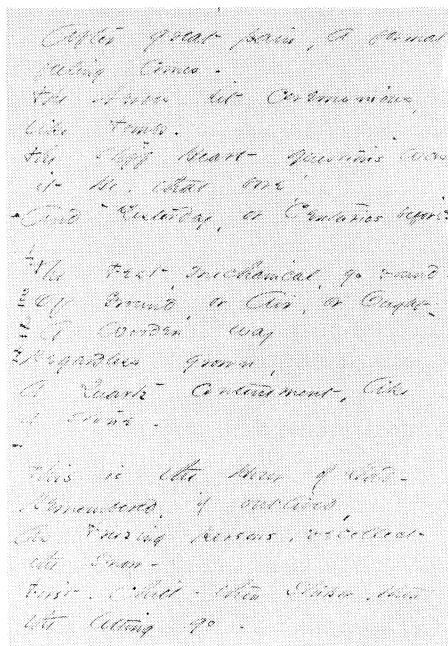 After great pain, a formal
feeling comes -
The Nerves sit Ceremonious,
like Tombs -
The stiff Heart questions was
it He, that bore,
And "Yesterday, or Centuries before"?
The Feet, mechanical, go round
Of Ground, or Air, or Ought -
A Wooden way
Regardless grown,
A Quartz Contentment, like
a stone -
This is the Hour of Lead -
Remembered, if outlived,
As Freezing persons, recollect
the Snow -
First - Chill - then Stupor - then
the letting go -